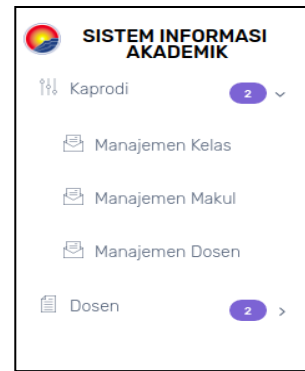 SISTEM INFORMASI
AKADEMIK
Kaprodi 2
Manajemen Kelas
Manajemen Makul
Manajemen Dosen
Dosen 2